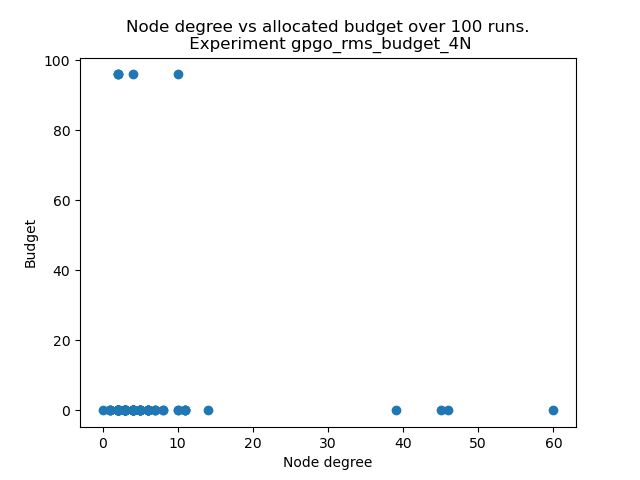 Node degree vs allocated budget over 100 runs.
Experiment gpgo_rms_budget_4N
100
80
60
40
20
0
Budget
0 10 20 30 40 50 60
Node degree